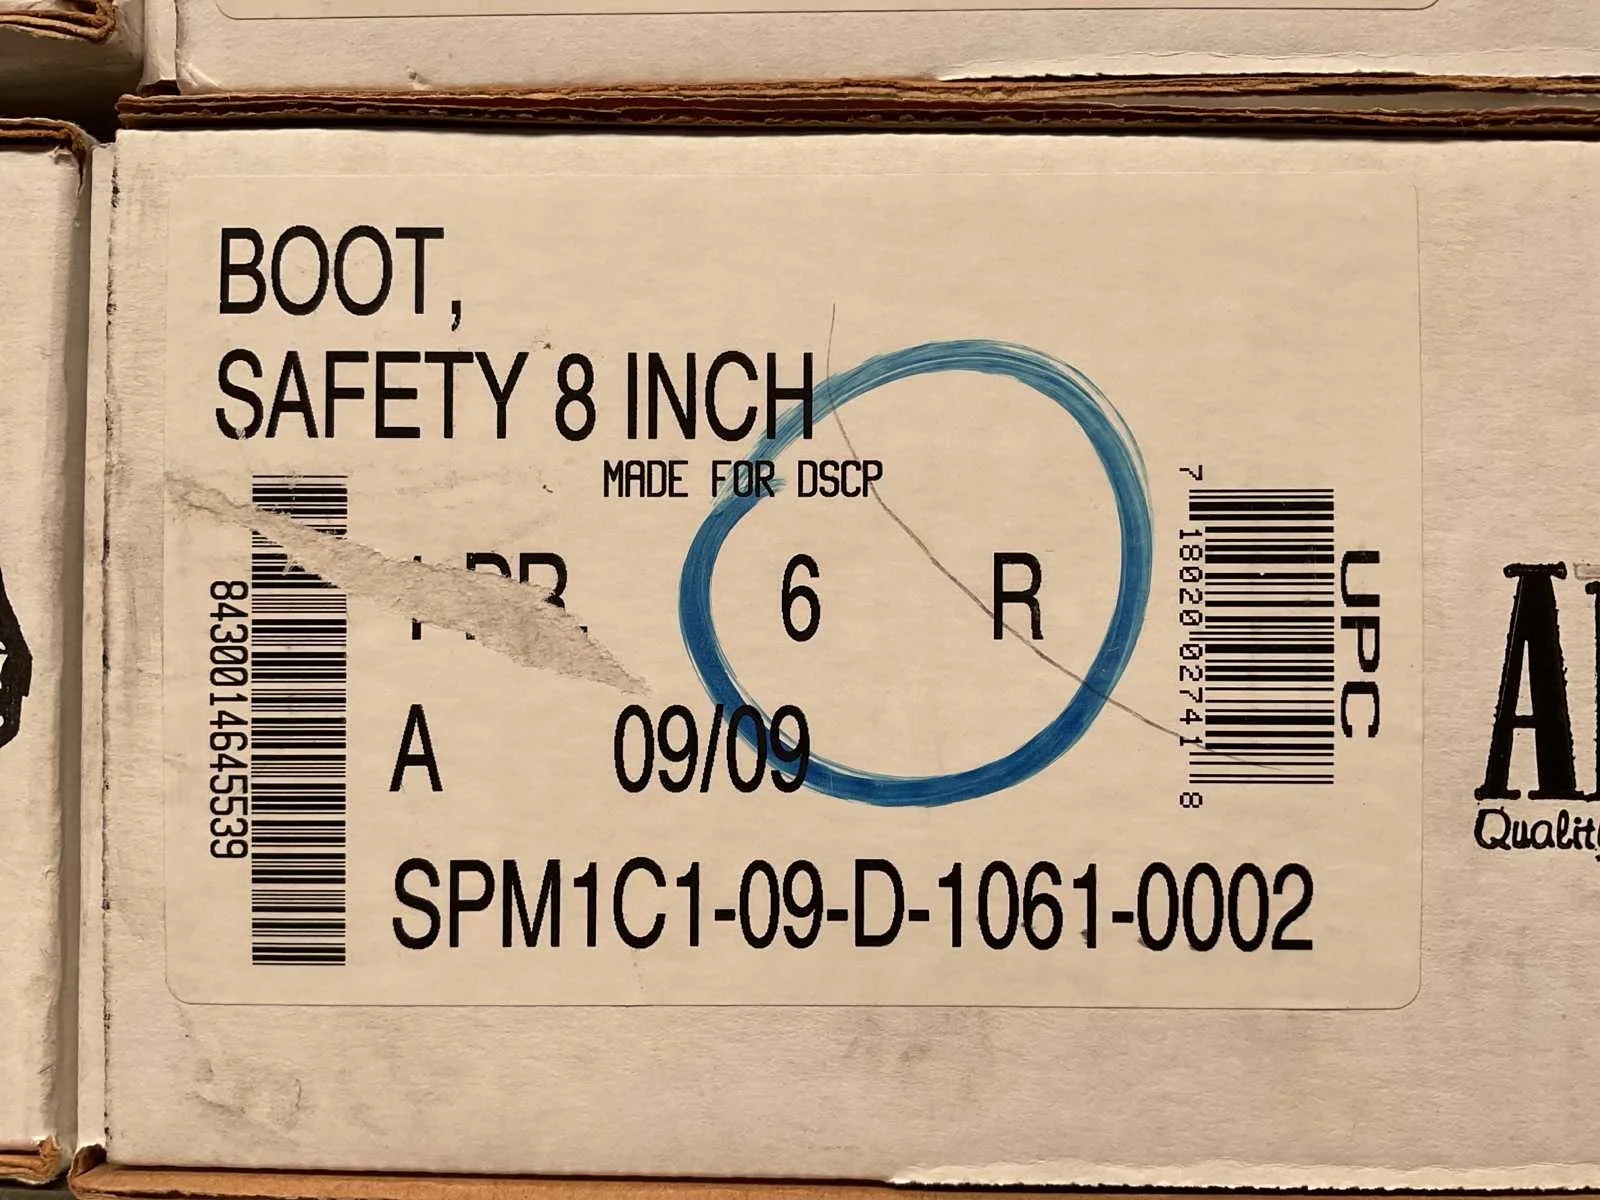 BOOT,
SAFETY 8 INCH
MADE FOR DSCP
6 R
A 09/09
SPM1C1-09-D-1061-0002
8430014645539
7 18020 02741 8
UPC